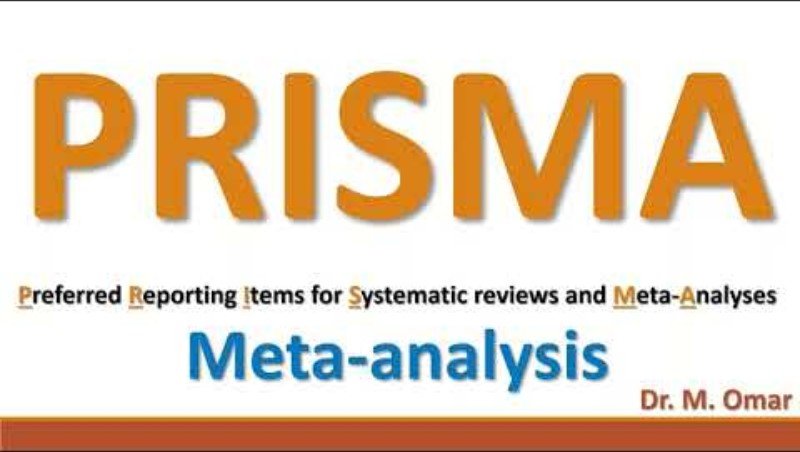 PRISMA
Preferred Reporting Items for Systematic reviews and Meta-Analyses
Meta-analysis
Dr. M. Omar